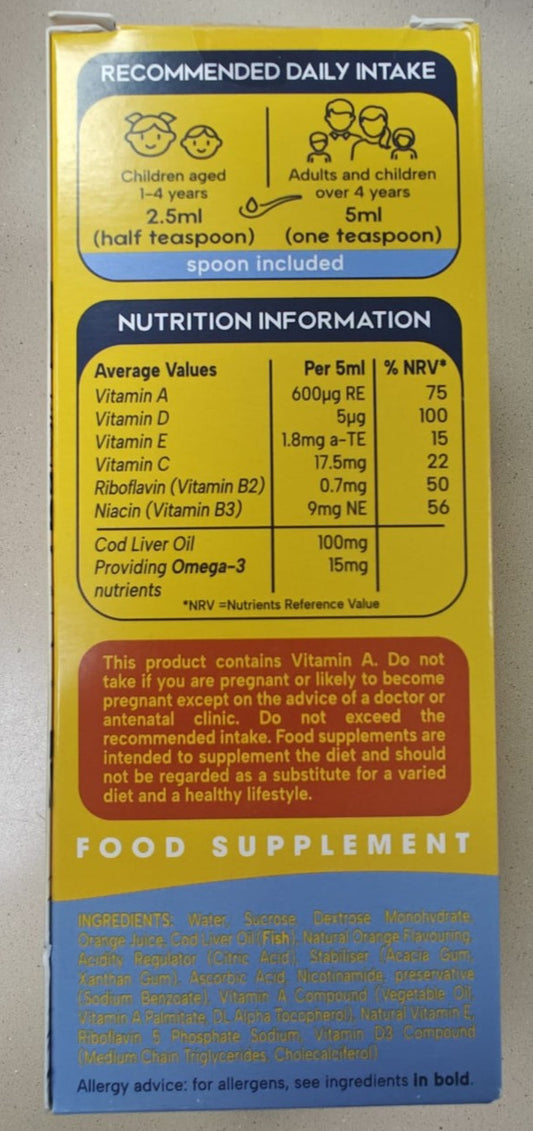 RECOMMENDED DAILY INTAKE
Children aged
1-4 years
2.5ml
(half teaspoon)
Adults and children
over 4 years
5ml
(one teaspoon)
spoon included
NUTRITION INFORMATION
Average Values Per 5ml % NRV*
Vitamin A 600µg RE 75
Vitamin D 5µg 100
Vitamin E 1.8mg a-TE 15
Vitamin C 17.5mg 22
Riboflavin (Vitamin B2) 0.7mg 50
Niacin (Vitamin B3) 9mg NE 56
Cod Liver Oil 100mg
Providing Omega-3 15mg
nutrients
*NRV =Nutrients Reference Value
This product contains Vitamin A. Do not
take if you are pregnant or likely to become
pregnant except on the advice of a doctor or
antenatal clinic. Do not exceed the
recommended intake. Food supplements are
intended to supplement the diet and should
not be regarded as a substitute for a varied
diet and a healthy lifestyle.
FOOD SUPPLEMENT
INGREDIENTS: Water, Sucrose, Dextrose Monohydrate,
Orange Juice, Cod Liver Oil (Fish), Natural Orange Flavouring,
Acidity Regulator (Citric Acid), Stabiliser (Acacia Gum,
Xanthan Gum), Ascorbic Acid, Nicotinamide, preservative
(Sodium Benzoate), Vitamin A Compound (Vegetable Oil,
Vitamin A Palmitate, DL Alpha Tocopherol), Natural Vitamin E,
Riboflavin 5 Phosphate Sodium, Vitamin D3 Compound
(Medium Chain Triglycerides, Cholecalciferol)
Allergy advice: for allergens, see ingredients in bold.